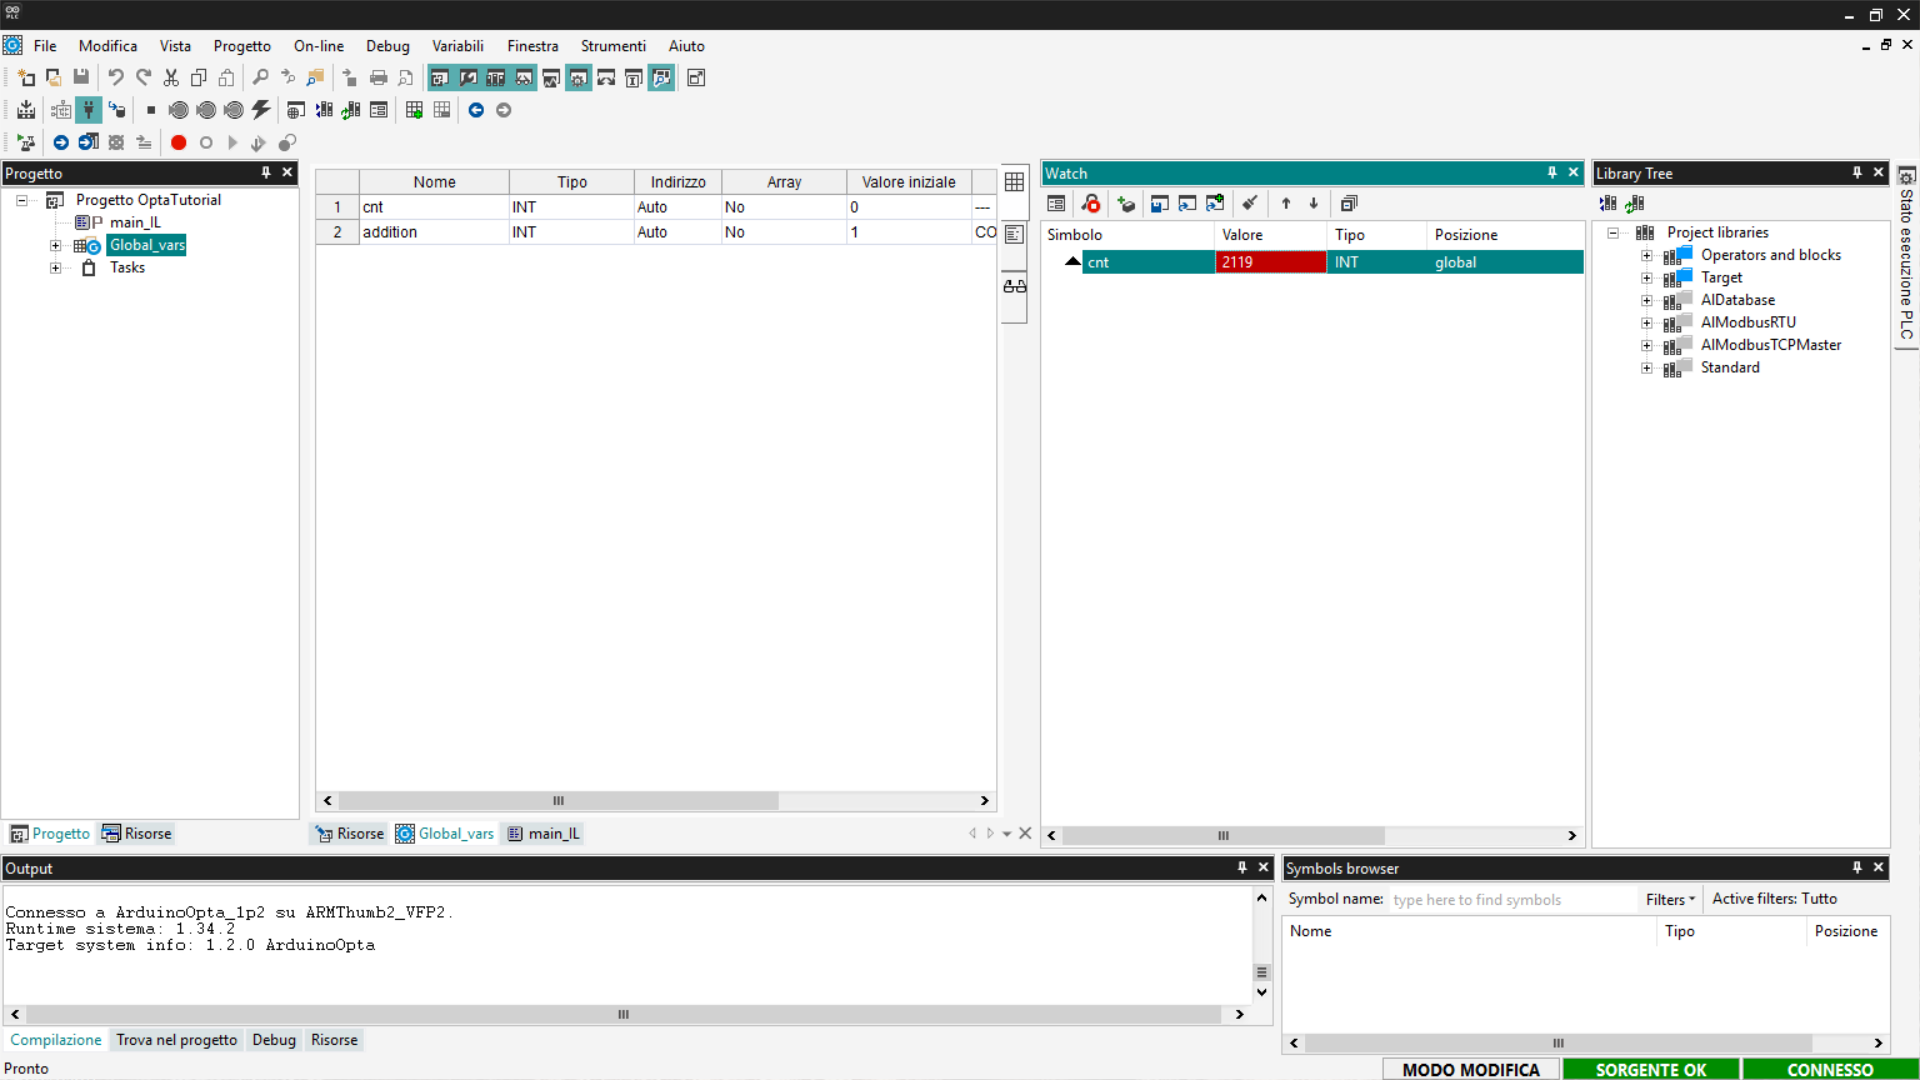 PLC
File Modifica Vista Progetto On-line Debug Variabili Finestra Strumenti Aiuto
Progetto
Progetto OptaTutorial
main_IL
Global_vars
Tasks
Progetto Risorse
Nome Tipo Indirizzo Array Valore iniziale
1 cnt INT Auto No 0 ---
2 addition INT Auto No 1 CO
Risorse Global_vars main_IL
Watch
Simbolo Valore Tipo Posizione
cnt 2119 INT global
Library Tree
Project libraries
Operators and blocks
Target
AlDatabase
AlModbusRTU
AlModbusTCPMaster
Standard
Stato esecuzione PLC
Output
Connesso a ArduinoOpta_1p2 su ARMThumb2_VFP2.
Runtime sistema: 1.34.2
Target system info: 1.2.0 ArduinoOpta
Compilazione Trova nel progetto Debug Risorse
Symbols browser
Symbol name: type here to find symbols Filters Active filters: Tutto
Nome Tipo Posizione
Pronto
MODO MODIFICA SORGENTE OK CONNESSO